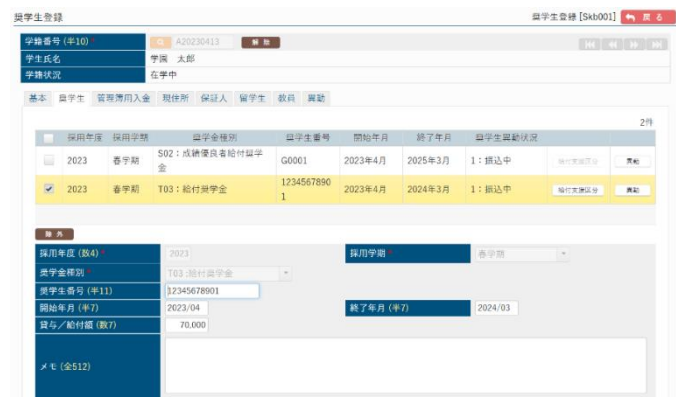 奨学生登録 奨学生登録 [Skb001] 戻る
学籍番号 (半10) * A20230413 解除
学生氏名 学園 太郎
学籍状況 在学中
基本 奨学生 管理簿用入金 現住所 保証人 留学生 教員 異動
2件
採用年度 採用学期 奨学金種別 奨学生番号 開始年月 終了年月 奨学生異動状況
2023 春学期 S02：成績優良者給付奨学金 G0001 2023年4月 2025年3月 1：振込中 給付支援区分 異動
2023 春学期 T03：給付奨学金 12345678901 2023年4月 2024年3月 1：振込中 給付支援区分 異動
除外
採用年度 (数4) * 2023 採用学期 * 春学期
奨学金種別 * T03 :給付奨学金
奨学生番号 (半11) 12345678901
開始年月 (半7) 2023/04 終了年月 (半7) 2024/03
貸与／給付額 (数7) 70,000
メモ (全512)